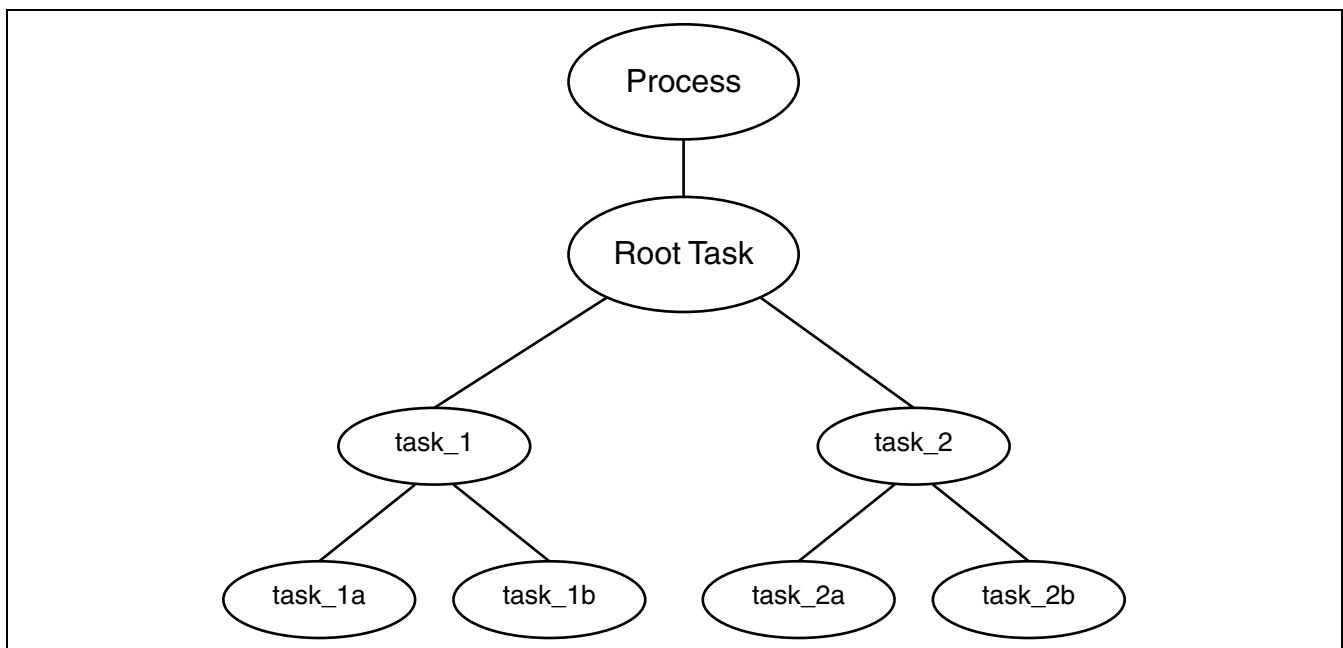 Process
Root Task
task_1
task_2
task_1a
task_1b
task_2a
task_2b